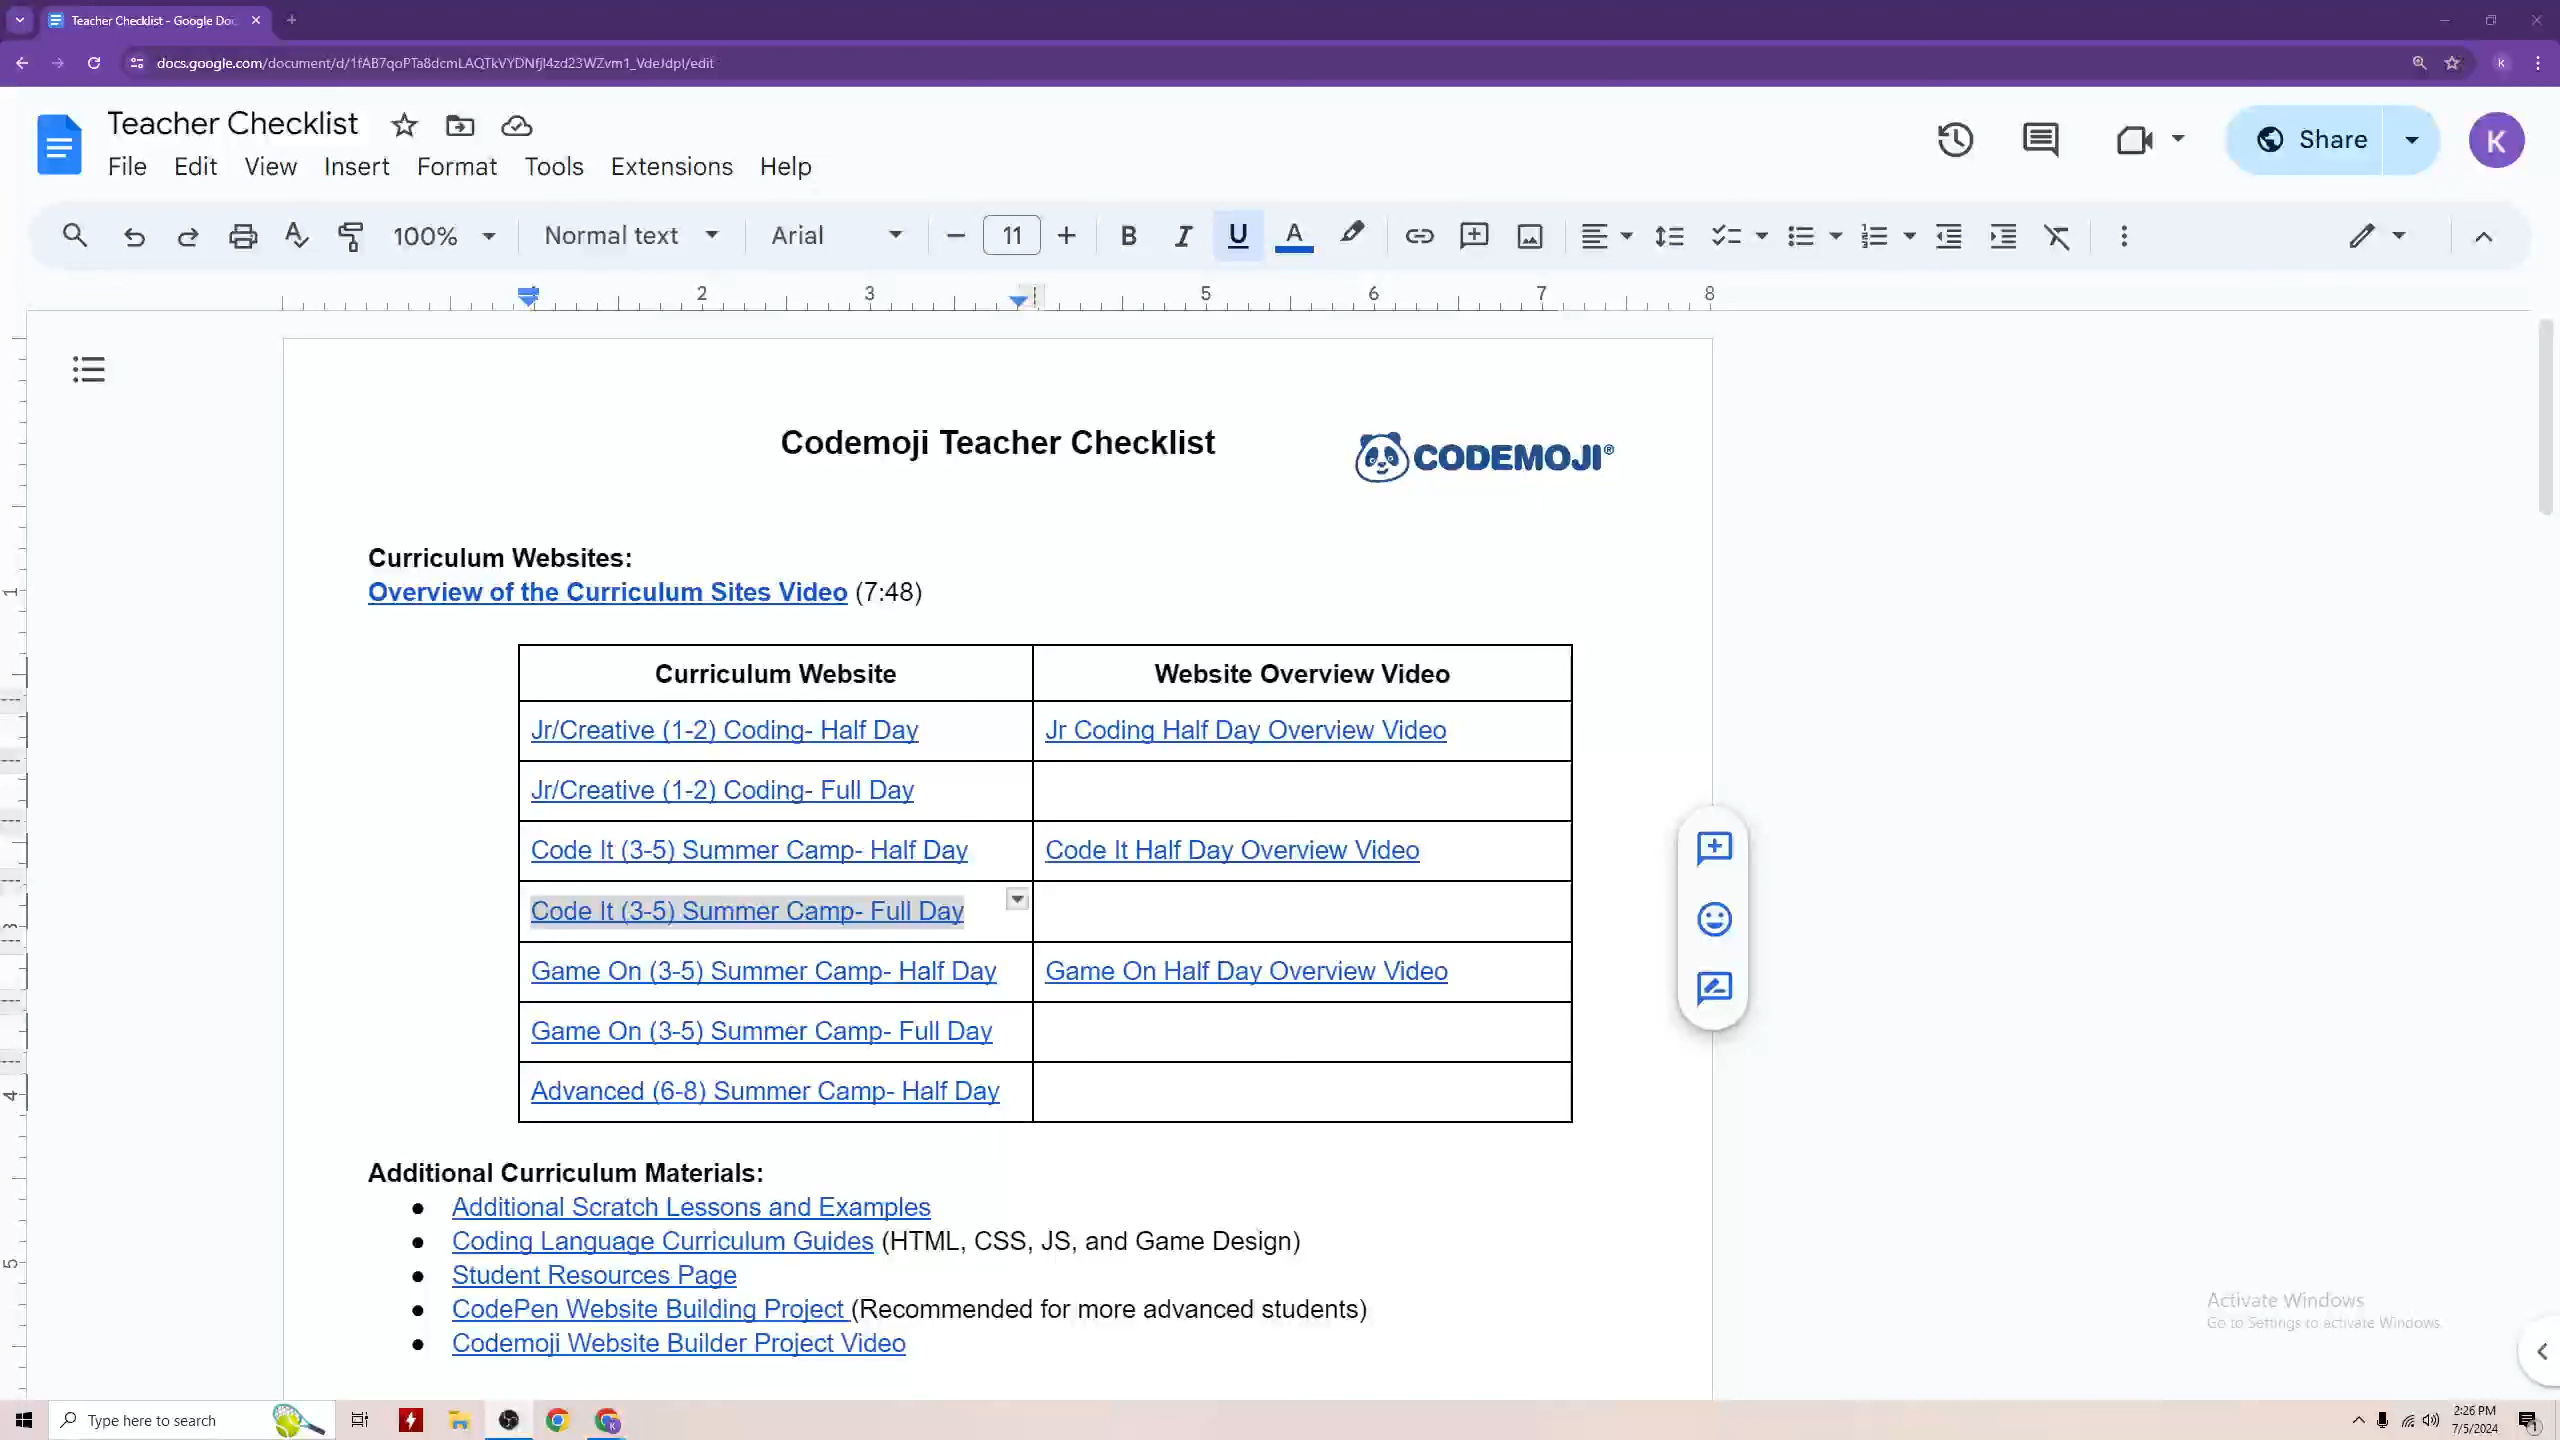 Teacher Checklist - Google Doc
docs.google.com/document/d/1fAB7qoPTa8dcmLAQTkVYDNfjl4zd23WZvm1_VdeJdpI/edit
K
Teacher Checklist
File Edit View Insert Format Tools Extensions Help
Share
K
100% Normal text Arial 11 B I U A
2 3 5 6 7 8
Codemoji Teacher Checklist
CODEMOJI®
Curriculum Websites:
1
Overview of the Curriculum Sites Video (7:48)
Curriculum Website Website Overview Video
Jr/Creative (1-2) Coding- Half Day Jr Coding Half Day Overview Video
Jr/Creative (1-2) Coding- Full Day
Code It (3-5) Summer Camp- Half Day Code It Half Day Overview Video
Code It (3-5) Summer Camp- Full Day
3
Game On (3-5) Summer Camp- Half Day Game On Half Day Overview Video
Game On (3-5) Summer Camp- Full Day
Advanced (6-8) Summer Camp- Half Day
4
Additional Curriculum Materials:
● Additional Scratch Lessons and Examples
● Coding Language Curriculum Guides (HTML, CSS, JS, and Game Design)
5
● Student Resources Page
● CodePen Website Building Project (Recommended for more advanced students)
● Codemoji Website Builder Project Video
Activate Windows
Go to Settings to activate Windows.
Type here to search
2:26 PM
7/5/2024
1